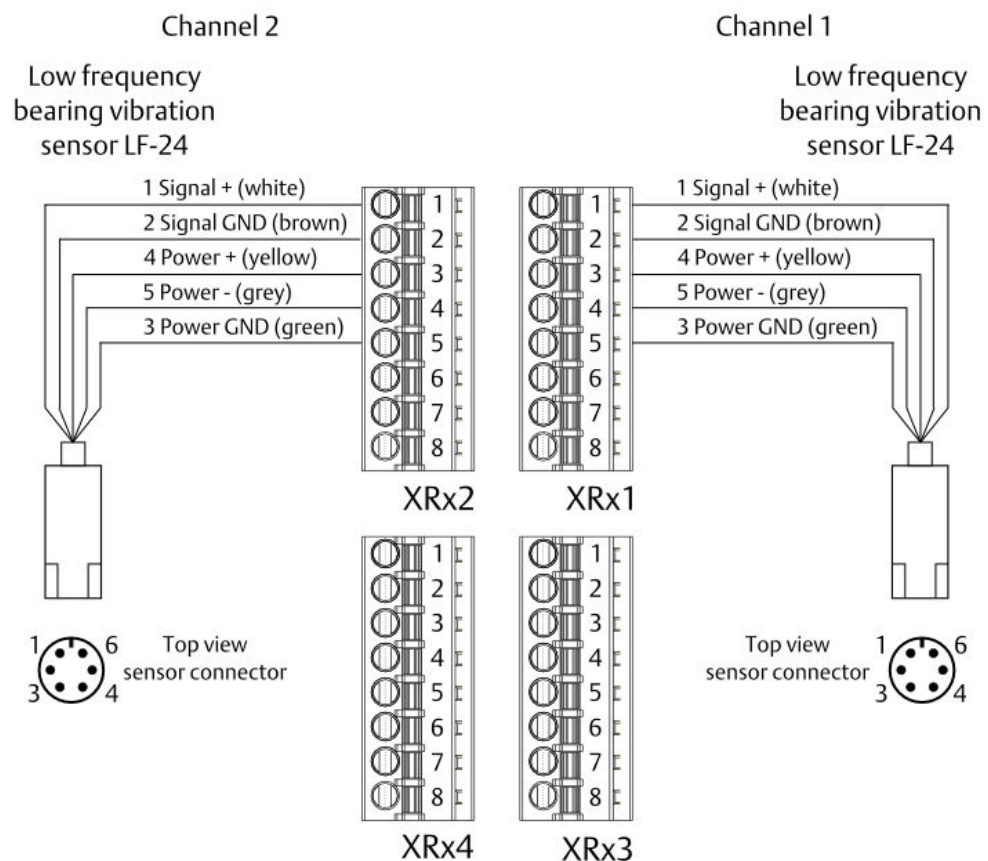 Channel 2
Channel 1
Low frequency
bearing vibration
sensor LF-24
Low frequency
bearing vibration
sensor LF-24
1 Signal + (white)
2 Signal GND (brown)
4 Power + (yellow)
5 Power - (grey)
3 Power GND (green)
1
2
3
4
5
6
7
8
XRx2
1
2
3
4
5
6
7
8
XRx1
1 Signal + (white)
2 Signal GND (brown)
4 Power + (yellow)
5 Power - (grey)
3 Power GND (green)
1 6
3 4
Top view
sensor connector
1
2
3
4
5
6
7
8
XRx4
1
2
3
4
5
6
7
8
XRx3
Top view
sensor connector
1 6
3 4